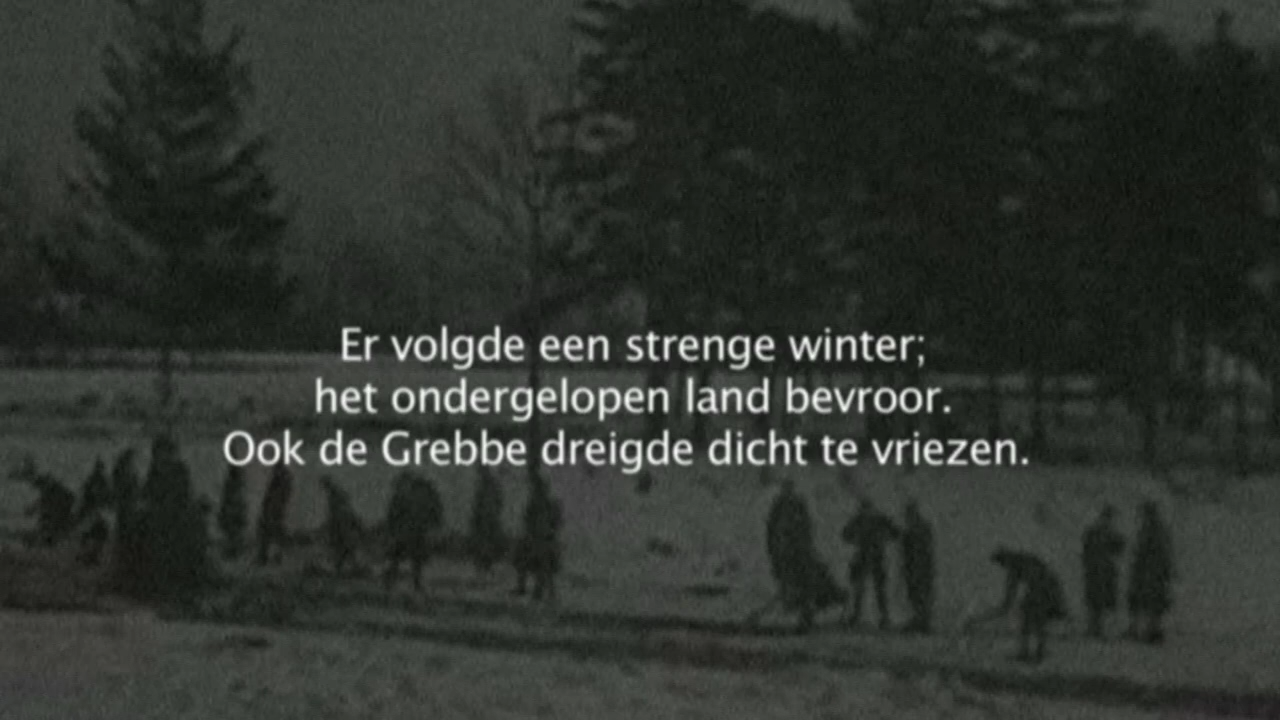 Er volgde een strenge winter;
het ondergelopen land bevroor.
Ook de Grebbe dreigde dicht te vriezen.